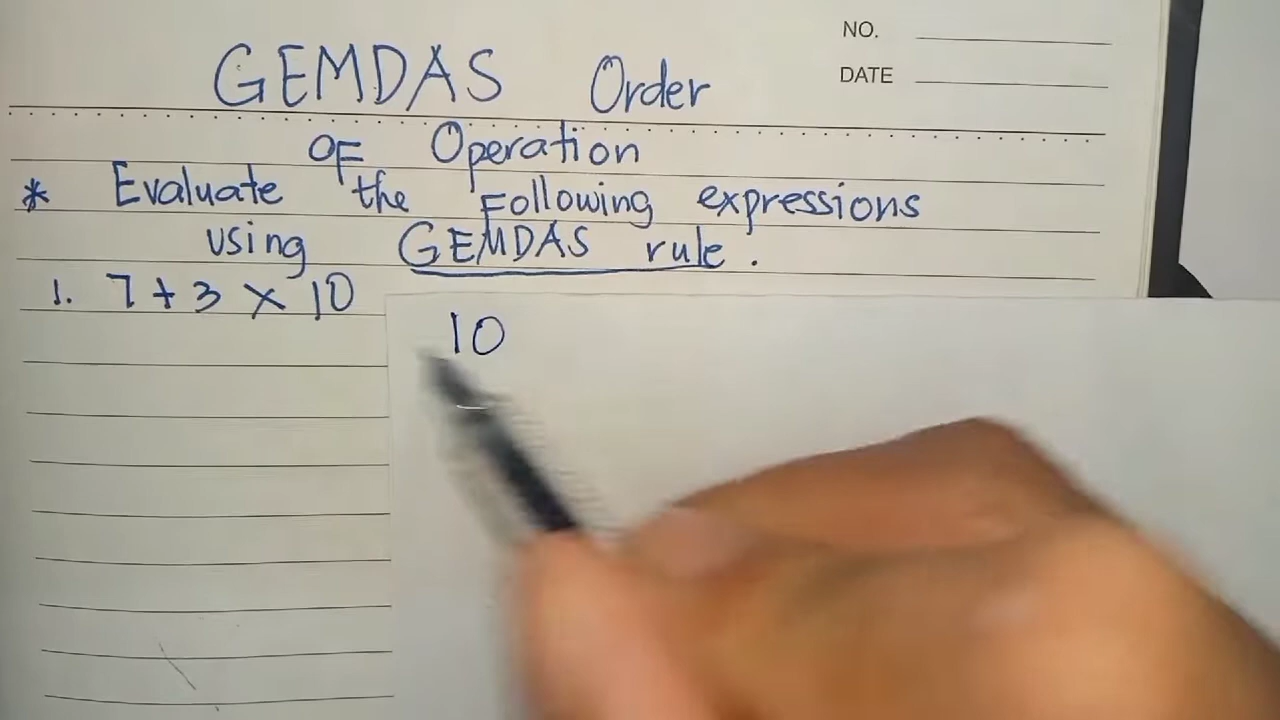 NO.
DATE
GEMDAS Order
OF Operation
* Evaluate the Following expressions
using GEMDAS rule.
1. 7 + 3 × 10
10